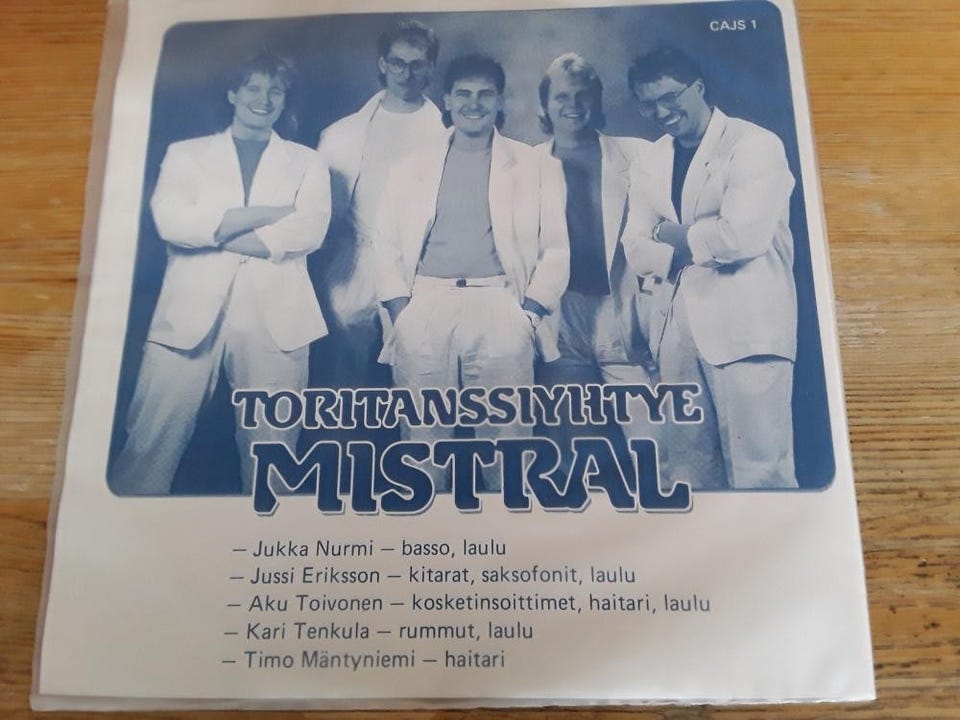 CAJS 1
TORITANSSIYHTYE
MISTRAL
– Jukka Nurmi – basso, laulu
– Jussi Eriksson – kitarat, saksofonit, laulu
– Aku Toivonen – kosketinsoittimet, haitari, laulu
– Kari Tenkula – rummut, laulu
– Timo Mäntyniemi – haitari